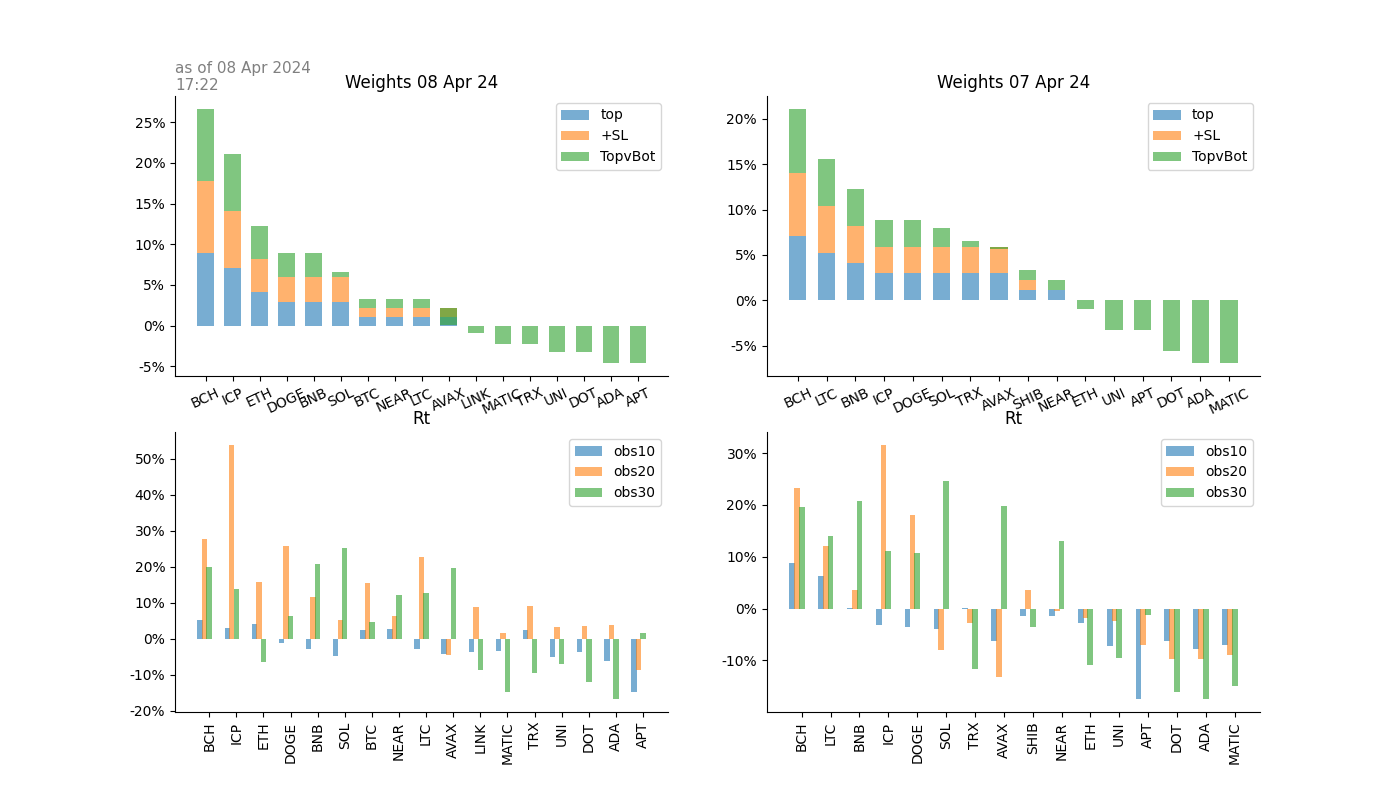 as of 08 Apr 2024
17:22
Weights 08 Apr 24
25%
20%
15%
10%
5%
0%
-5%
top
+SL
TopvBot
BCH ICP ETH DOGE BNB SOL BTC NEAR LTC AVAX LINK MATIC TRX UNI DOT ADA APT
Weights 07 Apr 24
20%
15%
10%
5%
0%
-5%
top
+SL
TopvBot
BCH LTC BNB ICP DOGE SOL TRX AVAX SHIB NEAR ETH UNI APT DOT ADA MATIC
Rt
50%
40%
30%
20%
10%
0%
-10%
-20%
obs10
obs20
obs30
BCH ICP ETH DOGE BNB SOL BTC NEAR LTC AVAX LINK MATIC TRX UNI DOT ADA APT
Rt
30%
20%
10%
0%
-10%
obs10
obs20
obs30
BCH LTC BNB ICP DOGE SOL TRX AVAX SHIB NEAR ETH UNI APT DOT ADA MATIC